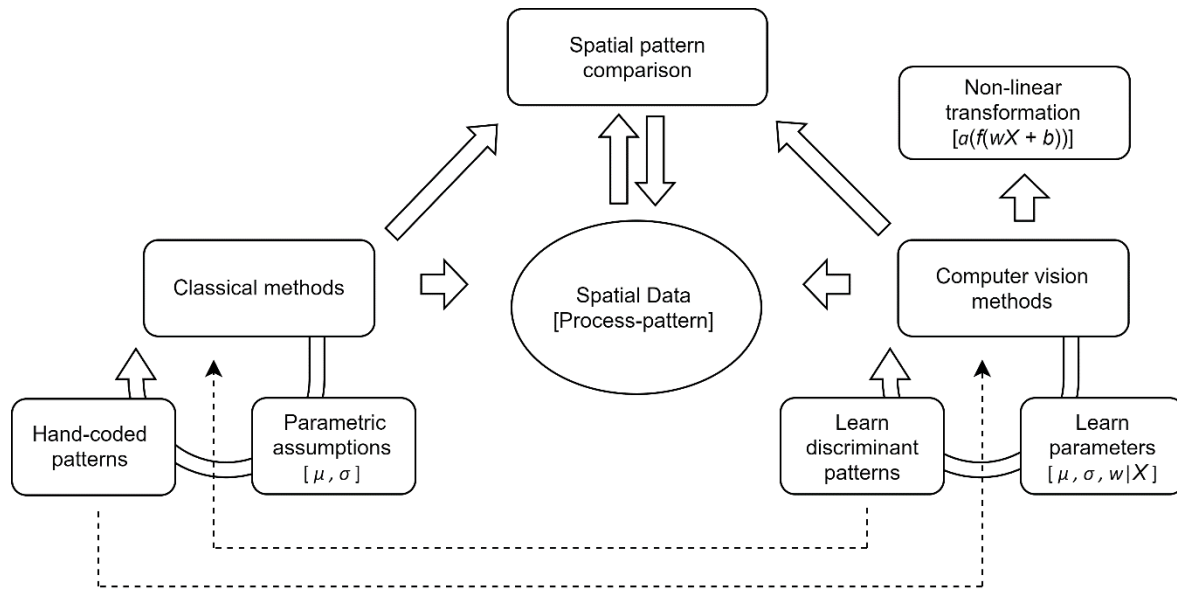 Spatial pattern
comparison
Non-linear
transformation
[a(f(wX + b))]
Classical methods
Spatial Data
[Process-pattern]
Computer vision
methods
Hand-coded
patterns
Parametric
assumptions
[ μ , σ ]
Learn
discriminant
patterns
Learn
parameters
[ μ , σ , w|X ]